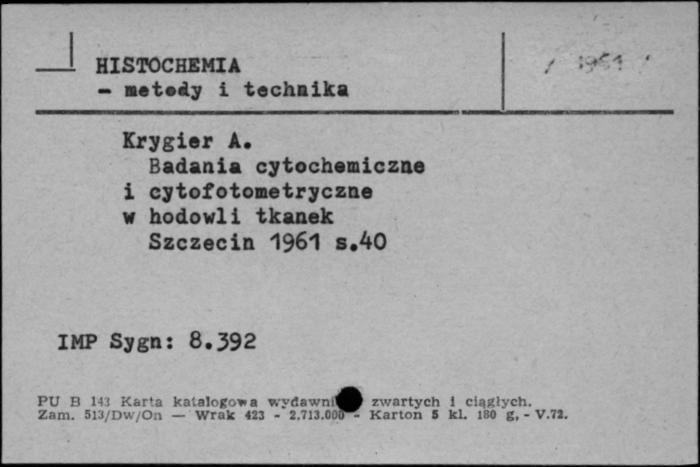 HISTOCHEMIA
- metody i technika
/ 1961 /
Krygier A.
Badania cytochemiczne
i cytofotometryczne
w hodowli tkanek
Szczecin 1961 s.40
IMP Sygn: 8.392
PU B 143 Karta katalogowa zwartych i ciągłych.
Zam. 513/Dw/On — Wrak 423 - 2.713.000 - Karton 5 kl. 180 g, - V.72.